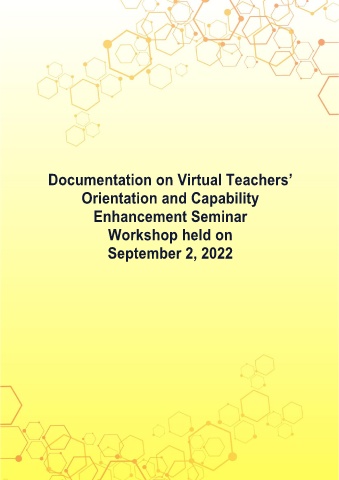 Documentation on Virtual Teachers’
Orientation and Capability
Enhancement Seminar
Workshop held on
September 2, 2022